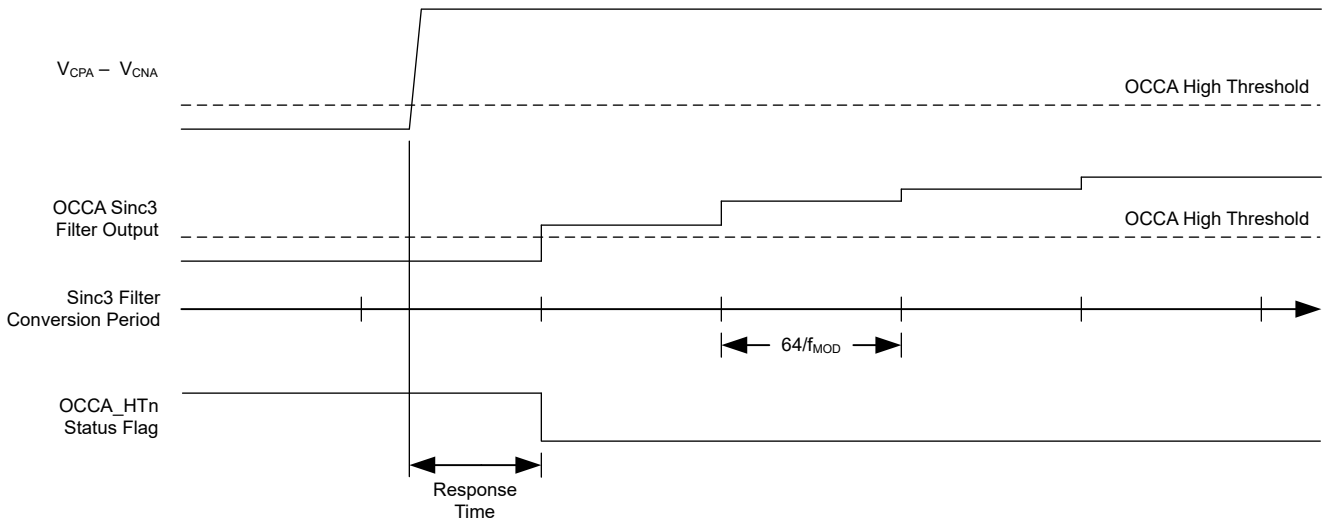 V_CPA – V_CNA
OCCA High Threshold
OCCA Sinc3
Filter Output
OCCA High Threshold
Sinc3 Filter
Conversion Period
64/f_MOD
OCCA_HTn
Status Flag
Response
Time